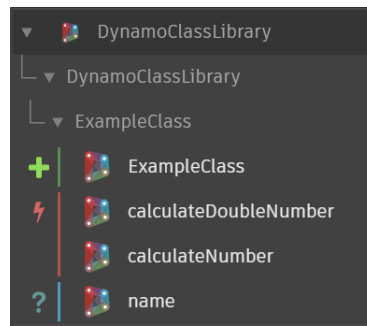 DynamoClassLibrary
DynamoClassLibrary
ExampleClass
ExampleClass
calculateDoubleNumber
calculateNumber
? name